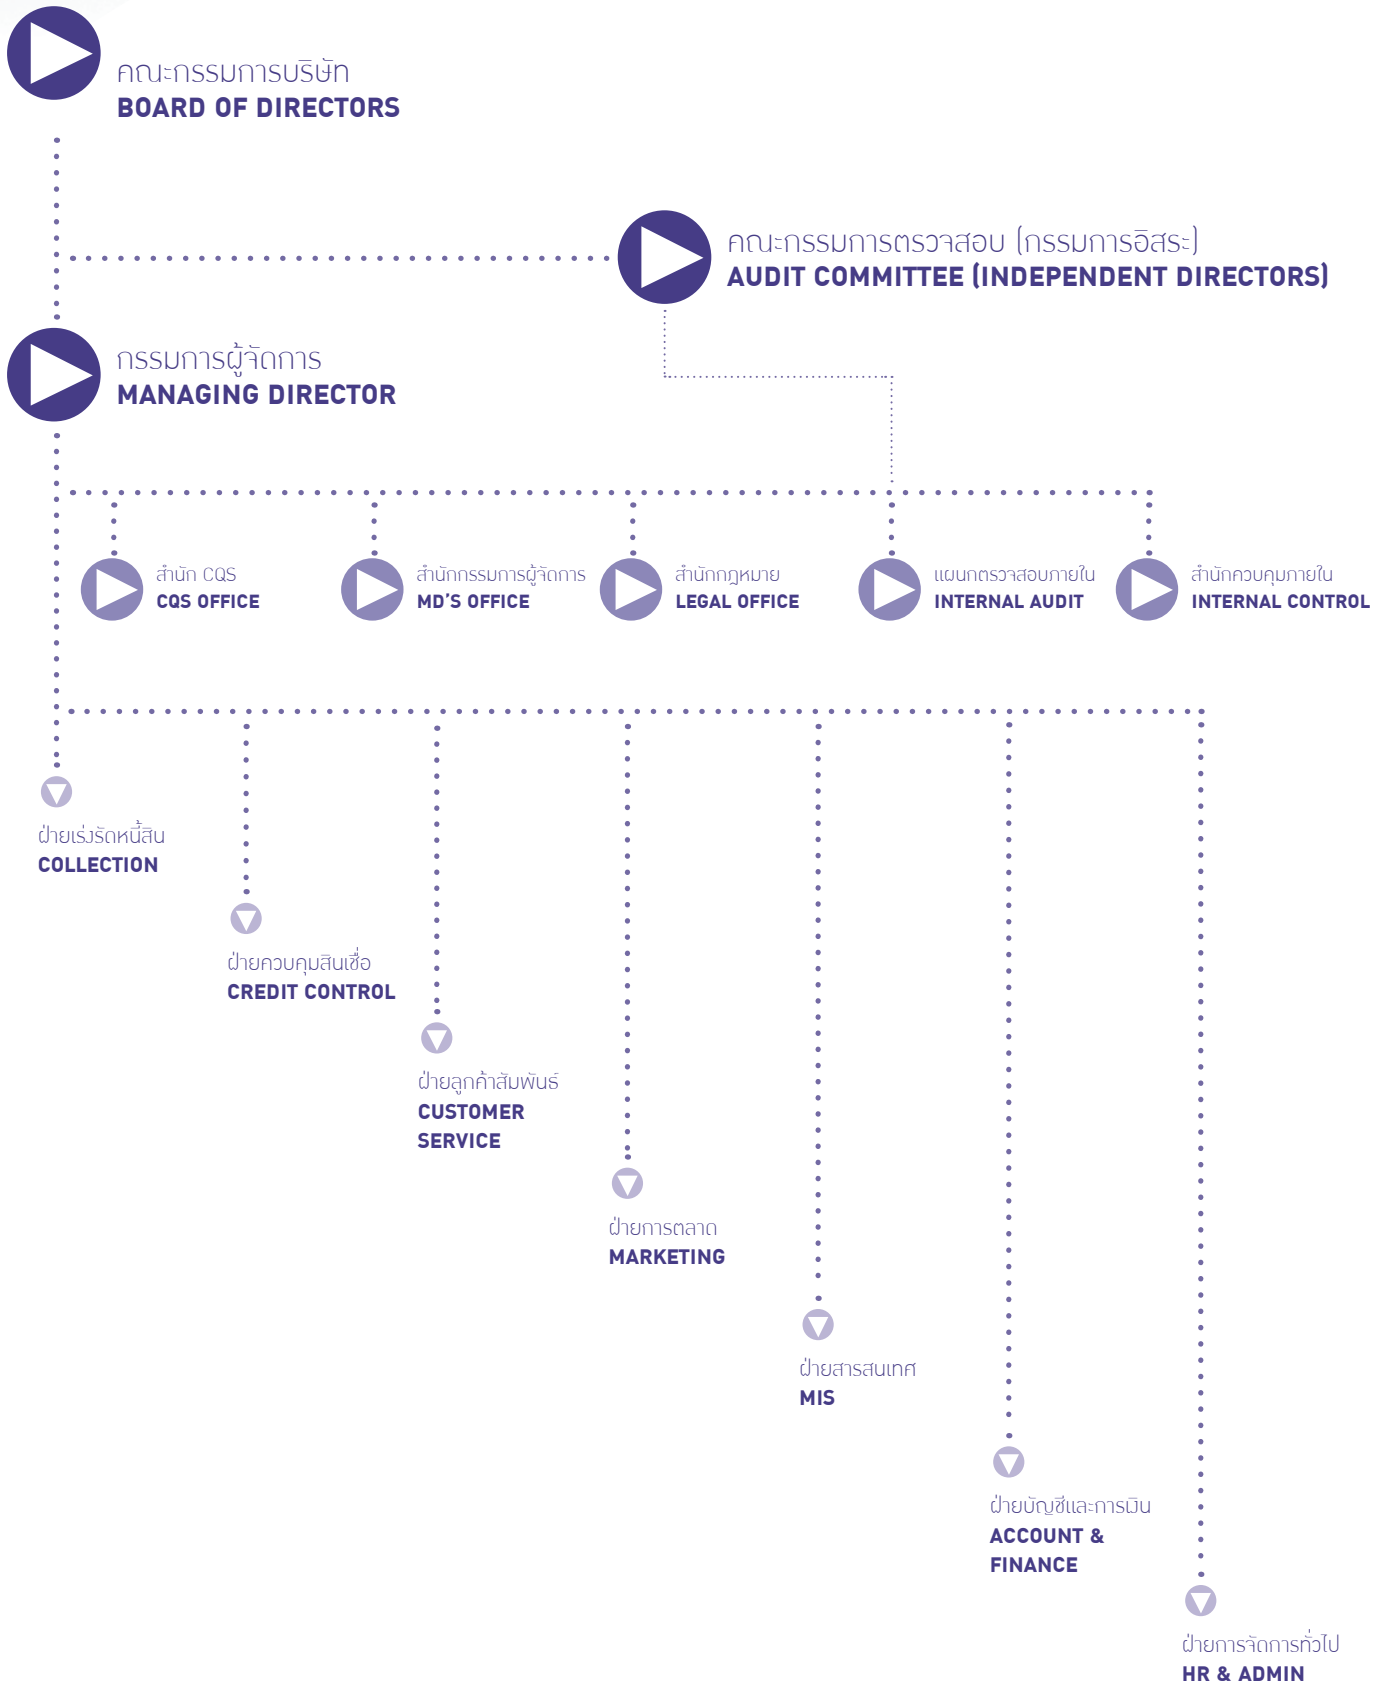 คณะกรรมการบริษัท
BOARD OF DIRECTORS
คณะกรรมการตรวจสอบ (กรรมการอิสระ)
AUDIT COMMITTEE (INDEPENDENT DIRECTORS)
กรรมการผู้จัดการ
MANAGING DIRECTOR
สำนัก CQS
CQS OFFICE
สำนักกรรมการผู้จัดการ
MD'S OFFICE
สำนักกฎหมาย
LEGAL OFFICE
แผนกตรวจสอบภายใน
INTERNAL AUDIT
สำนักควบคุมภายใน
INTERNAL CONTROL
ฝ่ายเร่งรัดหนี้สิน
COLLECTION
ฝ่ายควบคุมสินเชื่อ
CREDIT CONTROL
ฝ่ายลูกค้าสัมพันธ์
CUSTOMER
SERVICE
ฝ่ายการตลาด
MARKETING
ฝ่ายสารสนเทศ
MIS
ฝ่ายบัญชีและการเงิน
ACCOUNT &
FINANCE
ฝ่ายการจัดการทั่วไป
HR & ADMIN